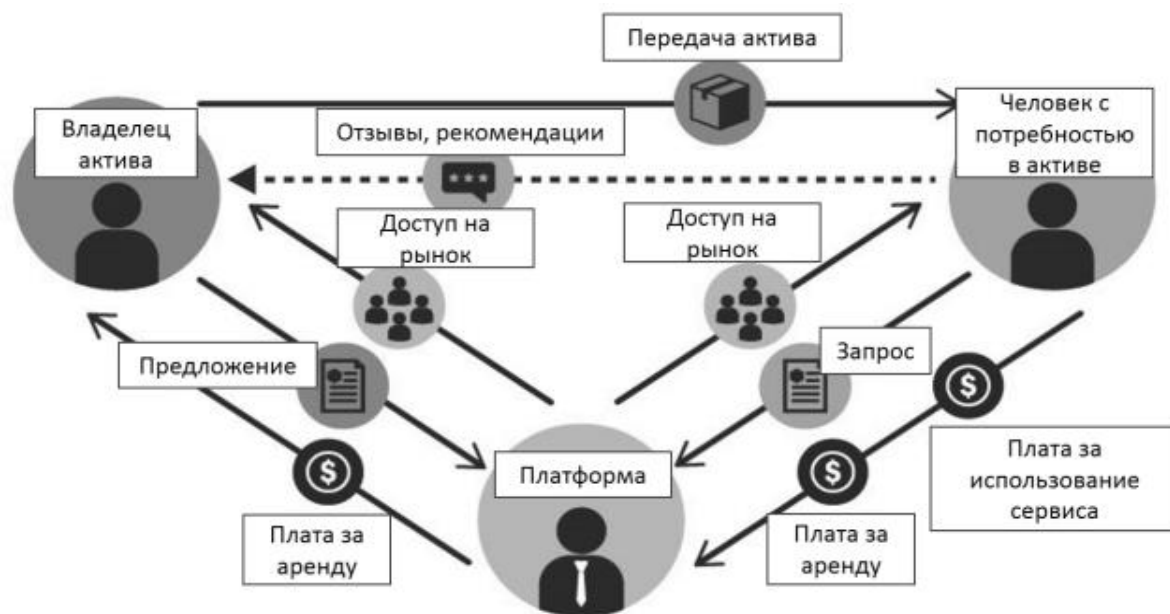 Передача актива
Владелец
актива
Отзывы, рекомендации
Человек с
потребностью
в активе
Доступ на
рынок
Доступ на
рынок
Предложение
Запрос
Платформа
Плата за
использование
сервиса
Плата за
аренду
Плата за
аренду